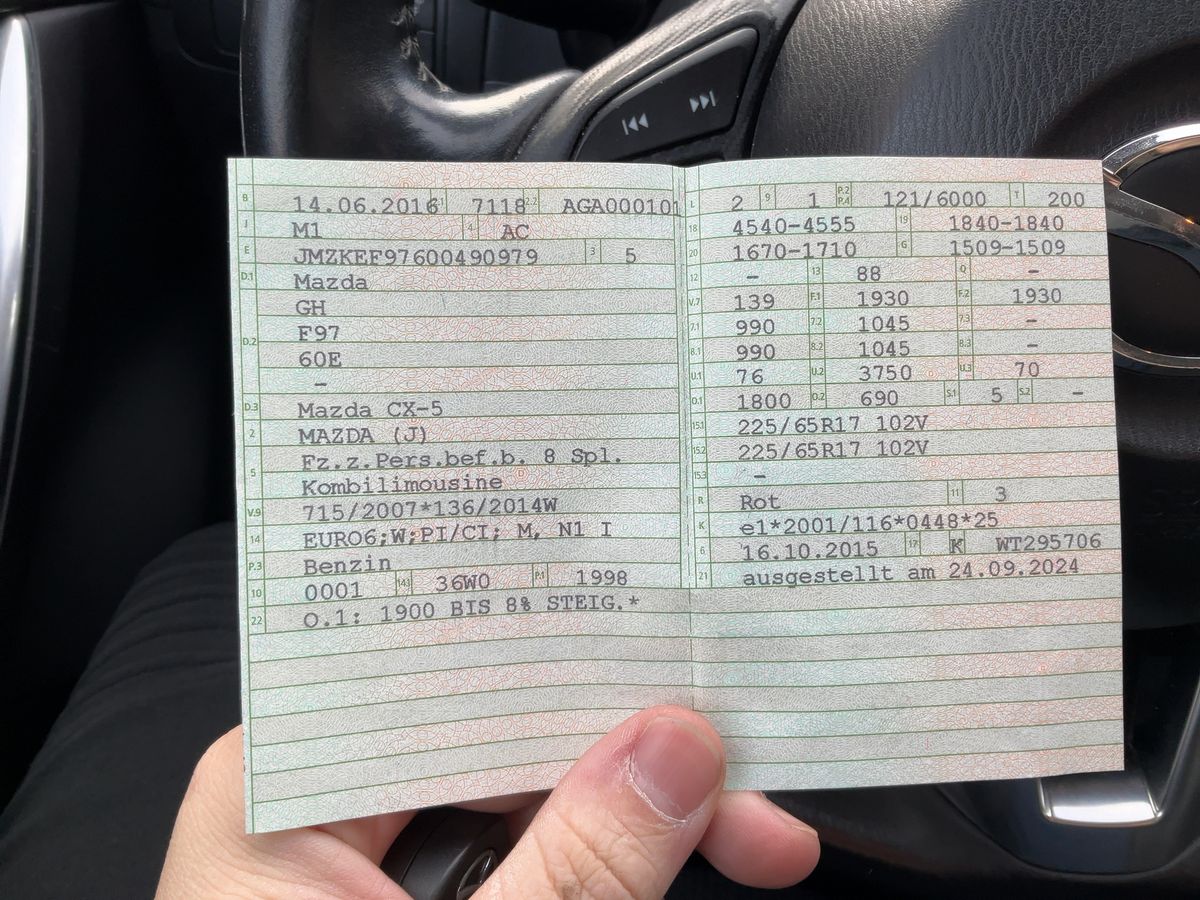 B 14.06.2016 2.1 7118 2.2 AGA000101
J M1 4 AC
E JMZKEF97600490979 3 5
D.1 Mazda
GH
D.2 F97
60E
–
D.3 Mazda CX-5
2 MAZDA (J)
5 Fz.z.Pers.bef.b. 8 Spl.
Kombilimousine
V.9 715/2007*136/2014W
14 EURO6;W;PI/CI; M, N1 I
P.3 Benzin
10 0001 14.1 36W0 P.1 1998
22 O.1: 1900 BIS 8% STEIG.*
L 2 9 1 P.2 P.4 121/6000 T 200
18 4540-4555 19 1840-1840
20 1670-1710 G 1509-1509
12 – 13 88 Q –
V.7 139 F.1 1930 F.2 1930
7.1 990 7.2 1045 7.3 –
8.1 990 8.2 1045 8.3 –
U.1 76 U.2 3750 U.3 70
O.1 1800 O.2 690 S.1 5 S.2 –
15.1 225/65R17 102V
15.2 225/65R17 102V
15.3 –
R Rot 11 3
K e1*2001/116*0448*25
6 16.10.2015 17 K WT295706
21 ausgestellt am 24.09.2024